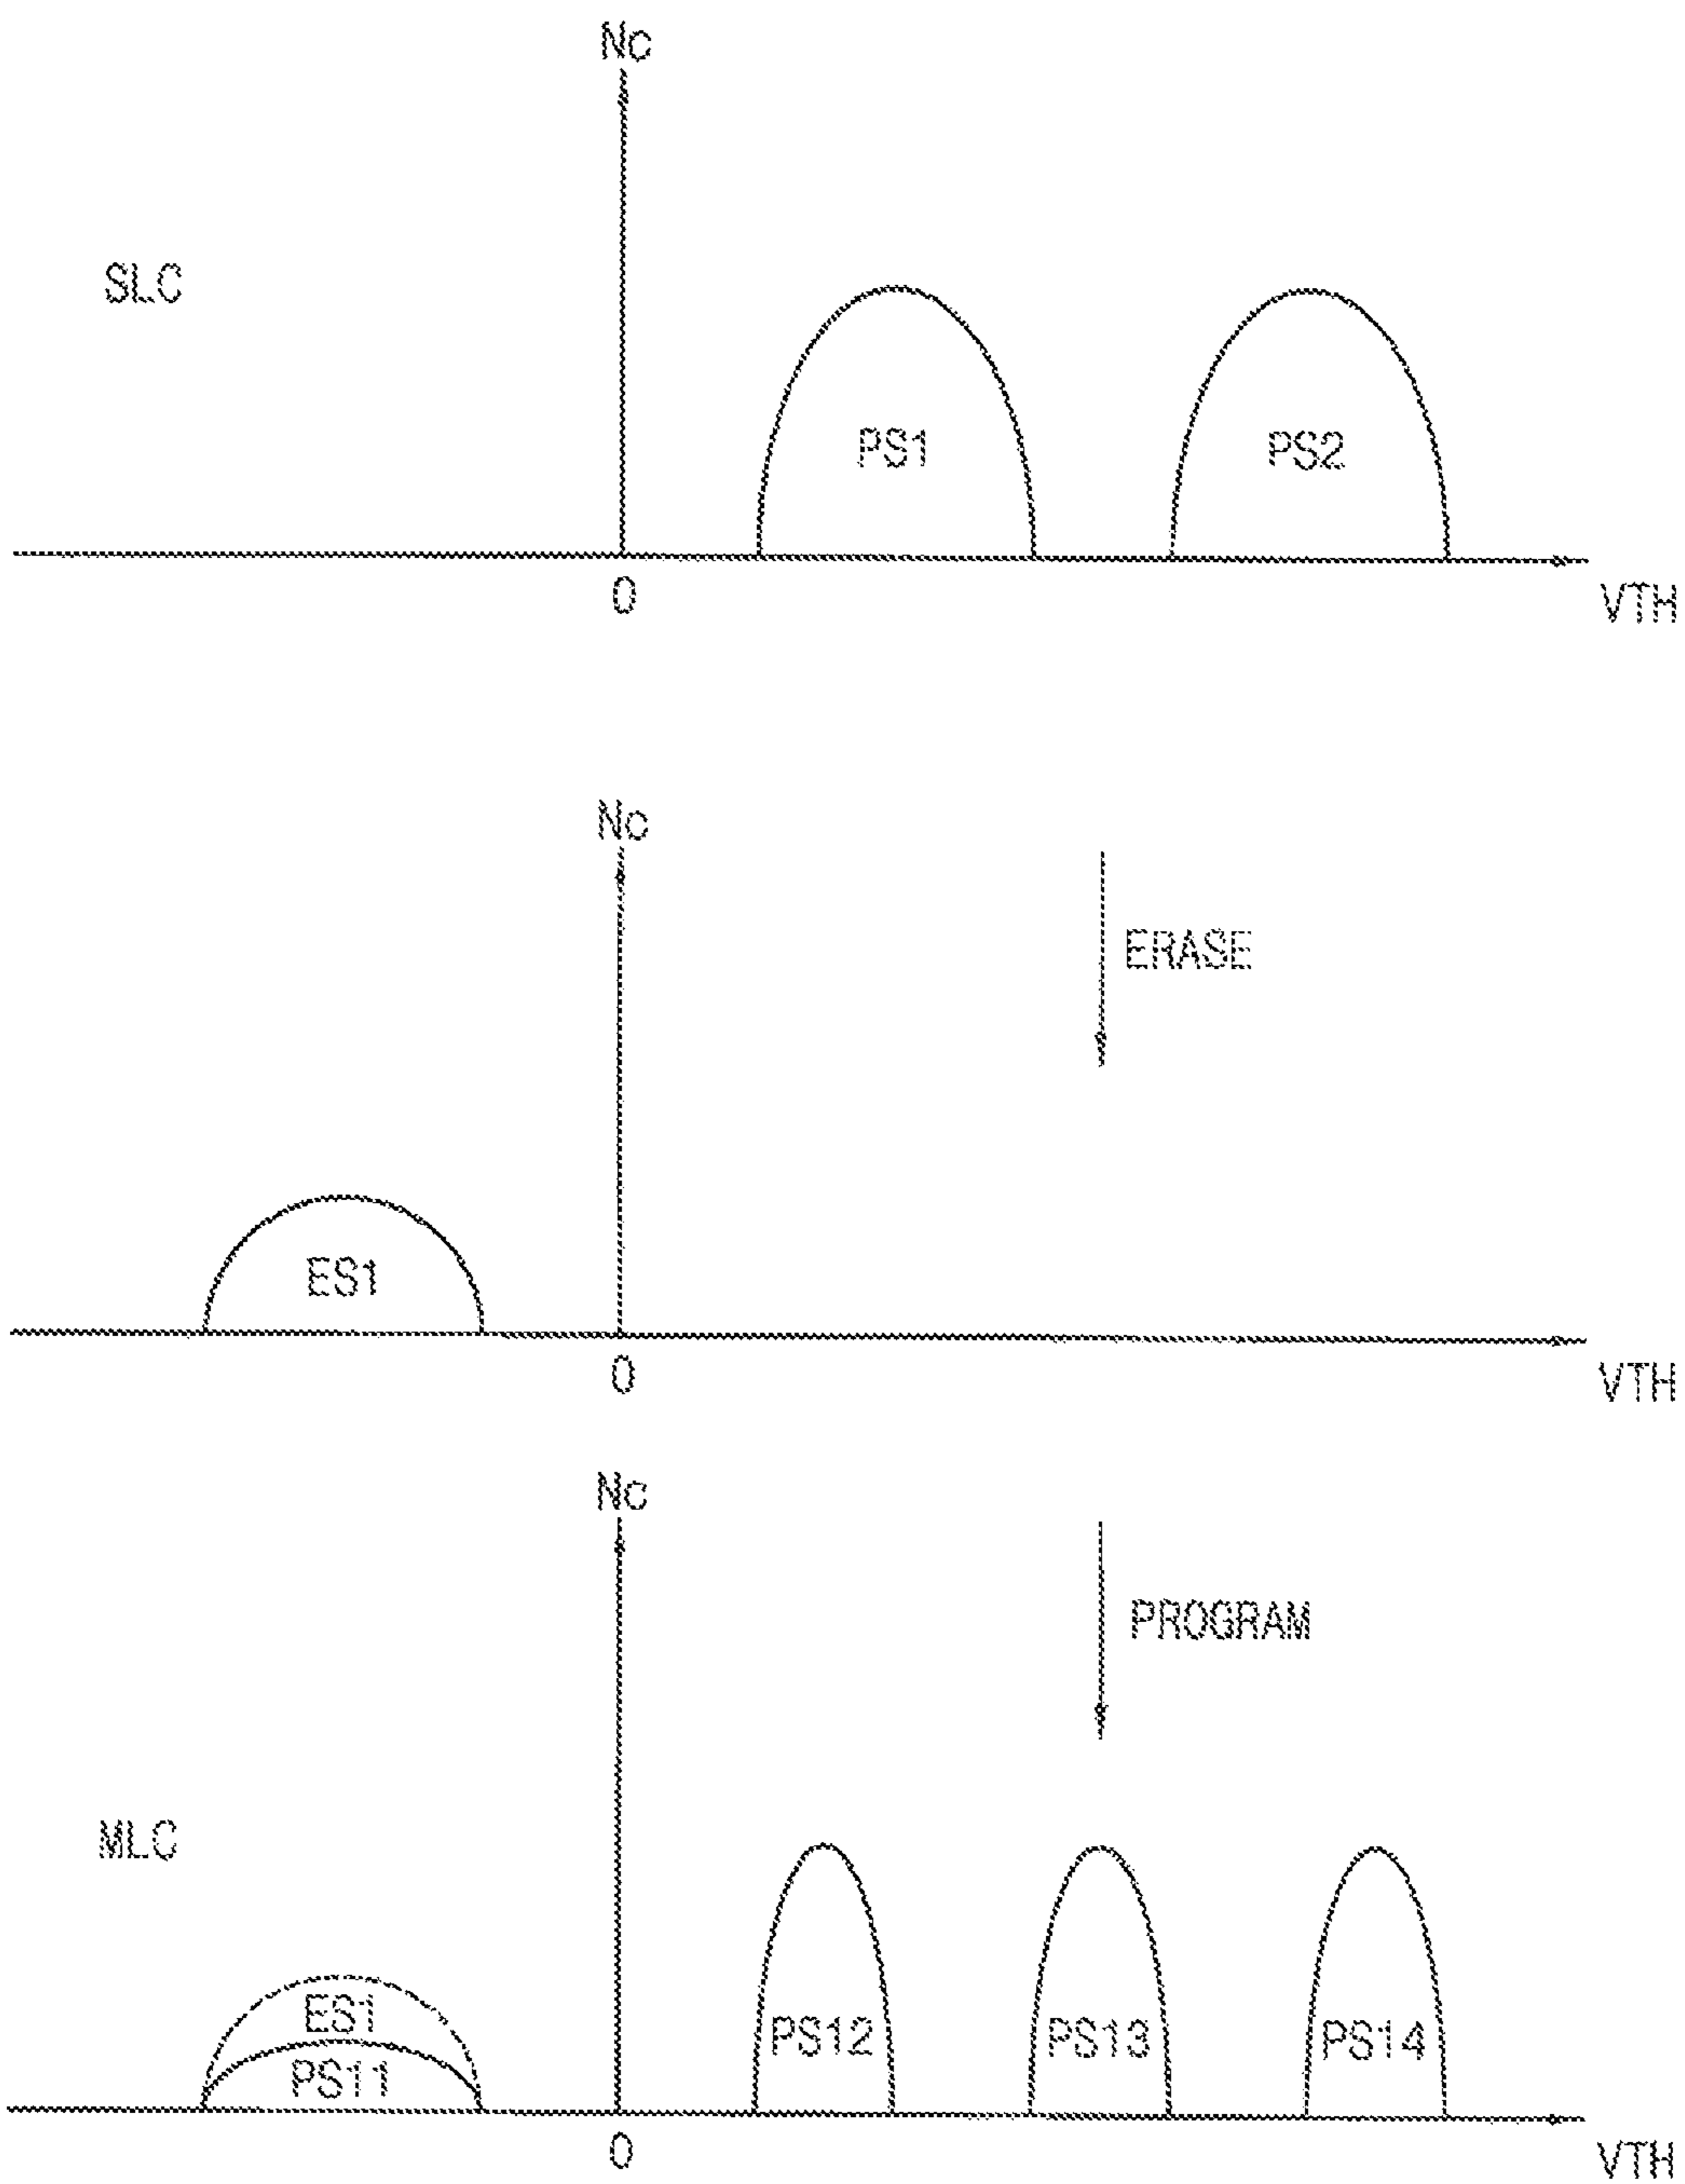 Nc
SLC
PS1 PS2
0
VTH
Nc
ERASE
ES1
0
VTH
Nc
PROGRAM
MLC
ES1
PS11 PS12 PS13 PS14
0
VTH